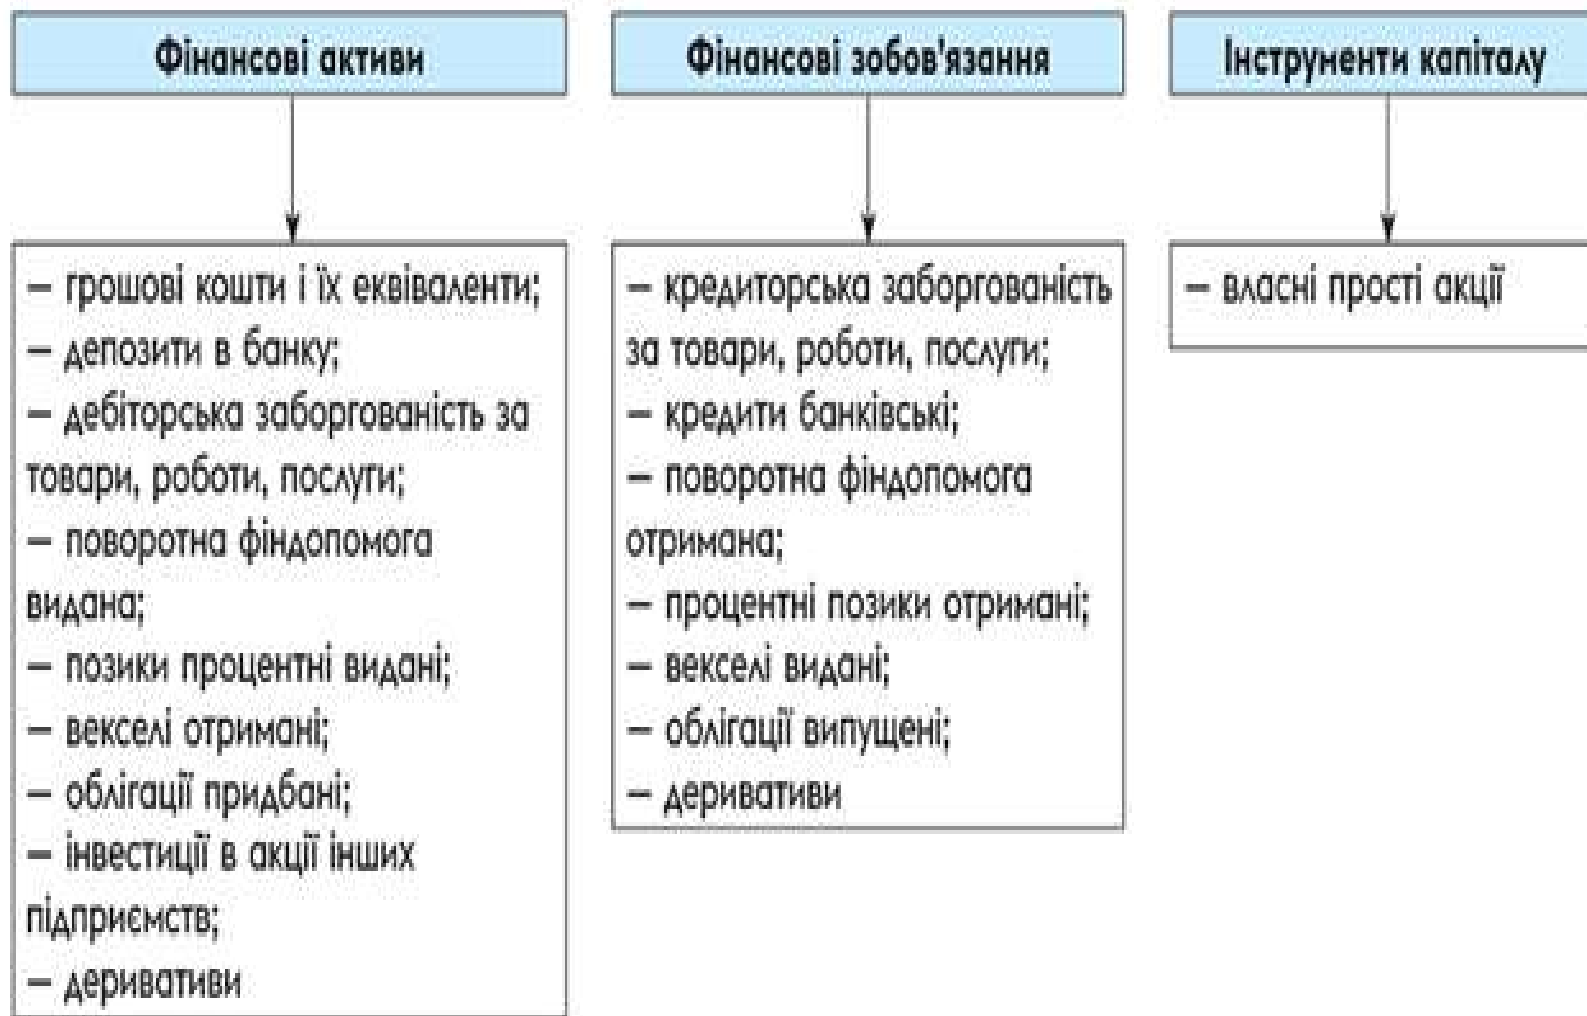 Фінансові активи
— грошові кошти і їх еквіваленти;
— депозити в банку;
— дебіторська заборгованість за
товари, роботи, послуги;
— поворотна фіндопомога
видана;
— позики процентні видані;
— векселі отримані;
— облігації придбані;
— інвестиції в акції інших
підприємств;
— деривативи
Фінансові зобов'язання
— кредиторська заборгованість
за товари, роботи, послуги;
— кредити банківські;
— поворотна фіндопомога
отримана;
— процентні позики отримані;
— векселі видані;
— облігації випущені;
— деривативи
Інструменти капіталу
— власні прості акції